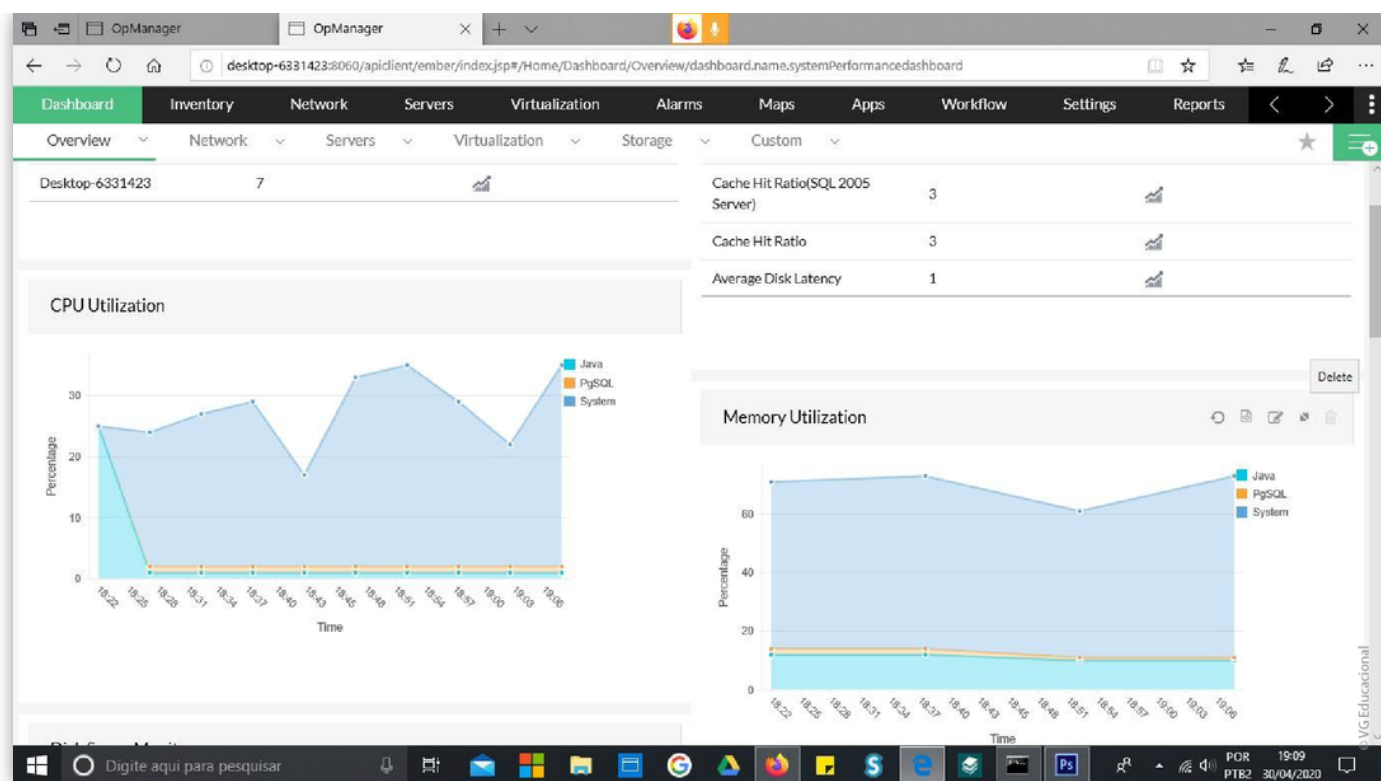 OpManager
OpManager
desktop-6331423:8060/apiclient/ember/index.jsp#/Home/Dashboard/Overview/dashboard.name.systemPerformancedashboard
Dashboard Inventory Network Servers Virtualization Alarms Maps Apps Workflow Settings Reports
Overview Network Servers Virtualization Storage Custom
Desktop-6331423 7
Cache Hit Ratio(SQL 2005
Server) 3
Cache Hit Ratio 3
Average Disk Latency 1
CPU Utilization
Java
PgSQL
System
30
20
10
0
Percentage
18:22 18:25 18:28 18:31 18:34 18:37 18:40 18:43 18:45 18:48 18:51 18:54 18:57 19:00 19:03 19:06
Time
Delete
Memory Utilization
Java
PgSQL
System
60
40
20
0
Percentage
18:22 18:25 18:28 18:31 18:34 18:37 18:40 18:43 18:45 18:48 18:51 18:54 18:57 19:00 19:03 19:06
Time
© VG Educacional
Digite aqui para pesquisar
POR 19:09
PTB2 30/04/2020